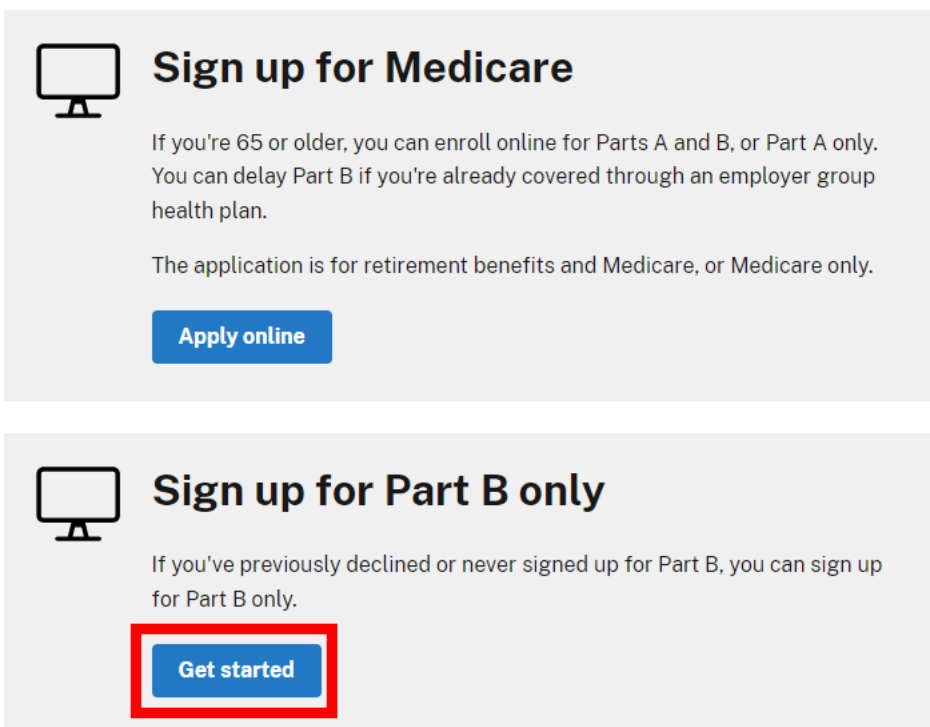 Sign up for Medicare
If you're 65 or older, you can enroll online for Parts A and B, or Part A only.
You can delay Part B if you're already covered through an employer group
health plan.
The application is for retirement benefits and Medicare, or Medicare only.
Apply online
Sign up for Part B only
If you've previously declined or never signed up for Part B, you can sign up
for Part B only.
Get started